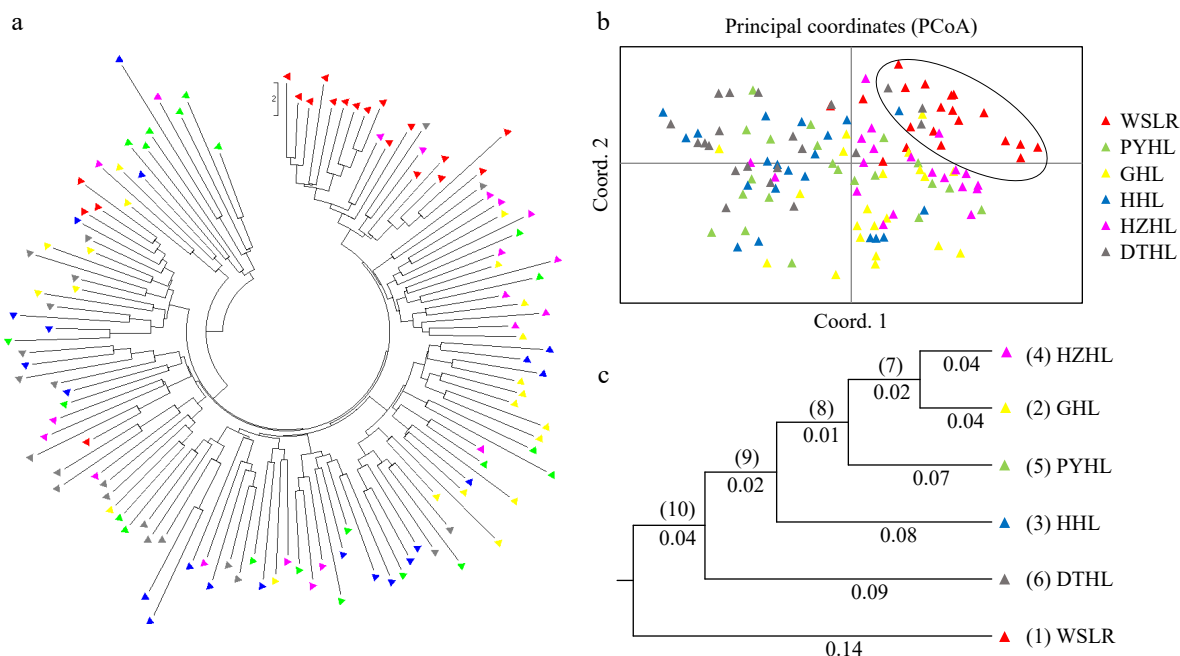 a
2
b
Principal coordinates (PCoA)
Coord. 2
Coord. 1
WSLR
PYHL
GHL
HHL
HZHL
DTHL
c
(4) HZHL
0.04
(7)
0.02
(2) GHL
0.04
(8)
0.01
(5) PYHL
0.07
(9)
0.02
(3) HHL
0.08
(10)
0.04
(6) DTHL
0.09
(1) WSLR
0.14